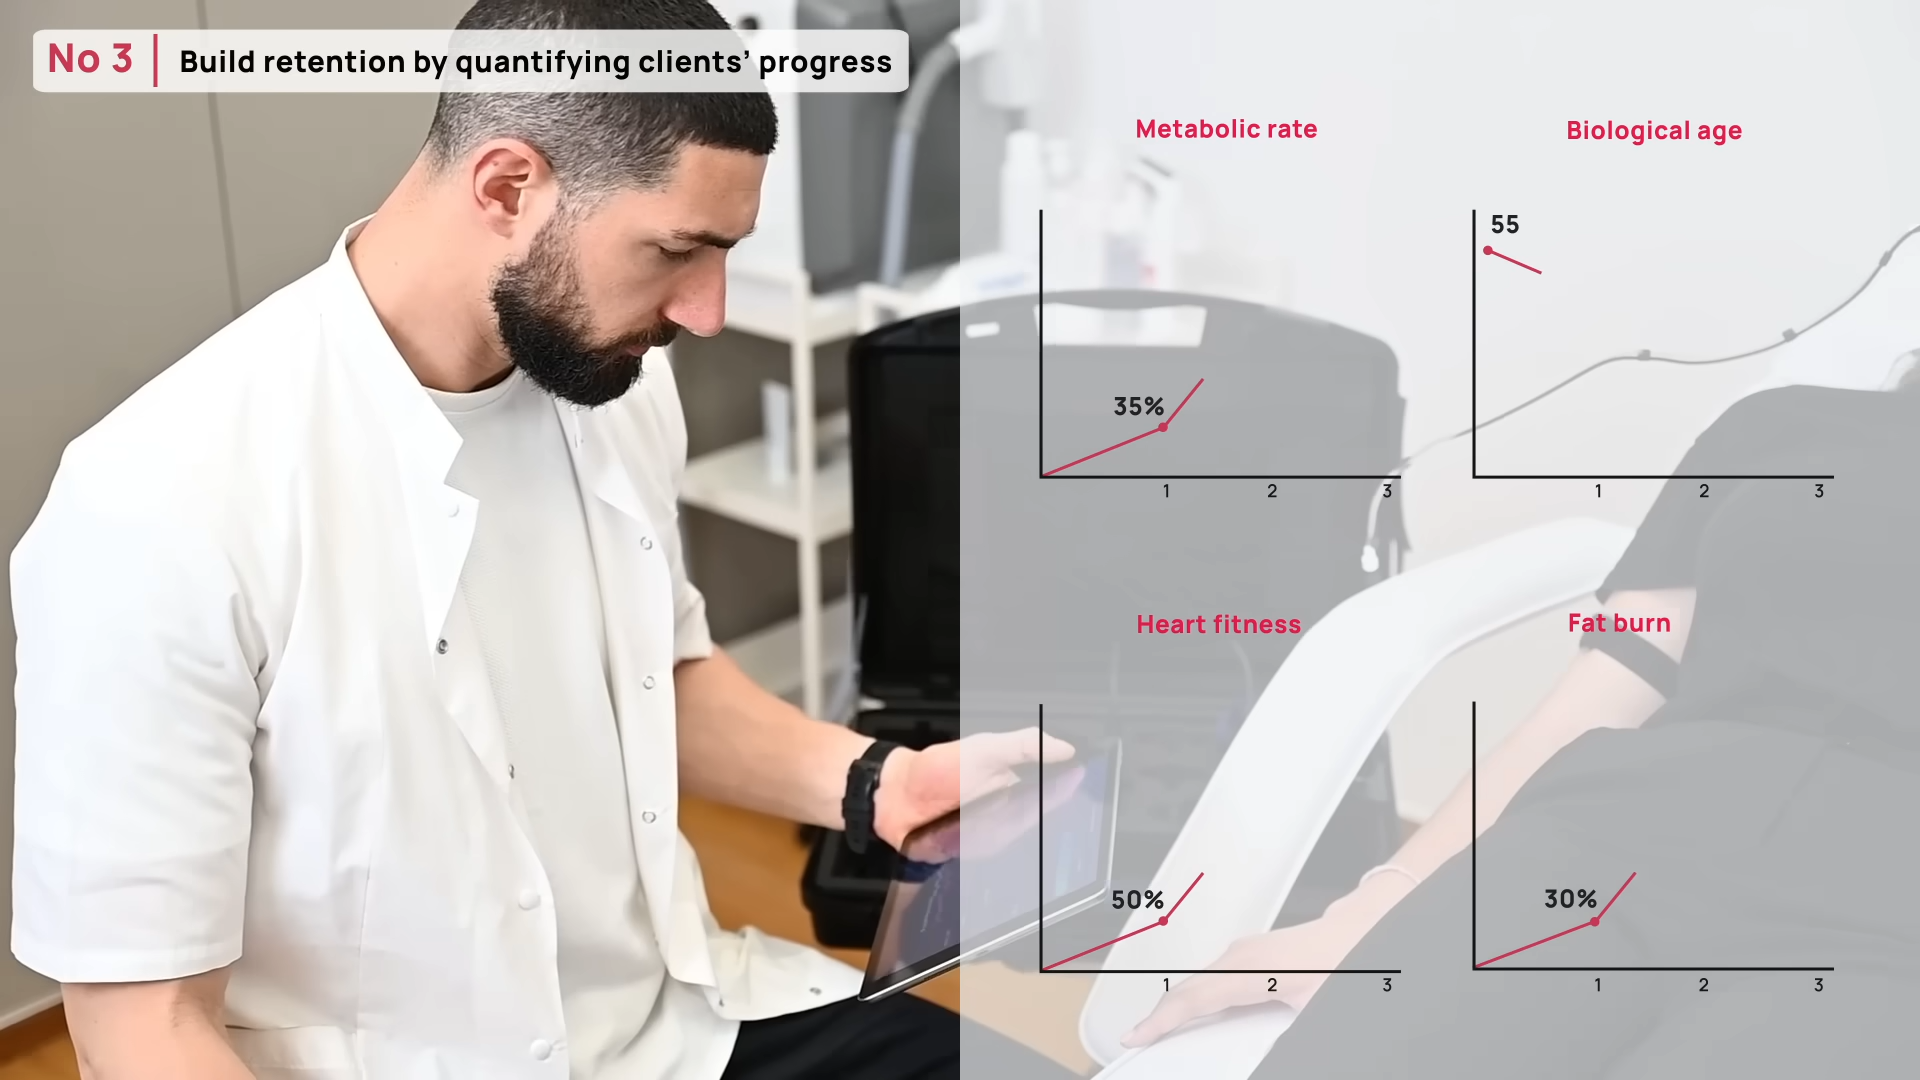 No 3 | Build retention by quantifying clients’ progress
Metabolic rate
35%
1 2 3
Biological age
55
1 2 3
Heart fitness
50%
1 2 3
Fat burn
30%
1 2 3